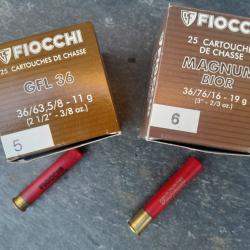 FIOCCHI
25 CARTOUCHES
DE CHASSE
GFL 36
36/63,5/8 - 11 g
(2 1/2" - 3/8 oz.)
5
FIOCCHI
25 CARTOUCHES
DE CHASSE
MAGNUM
BIOR
36/76/16 - 19 g
(3" - 2/3 oz.)
6
FIOCCHI